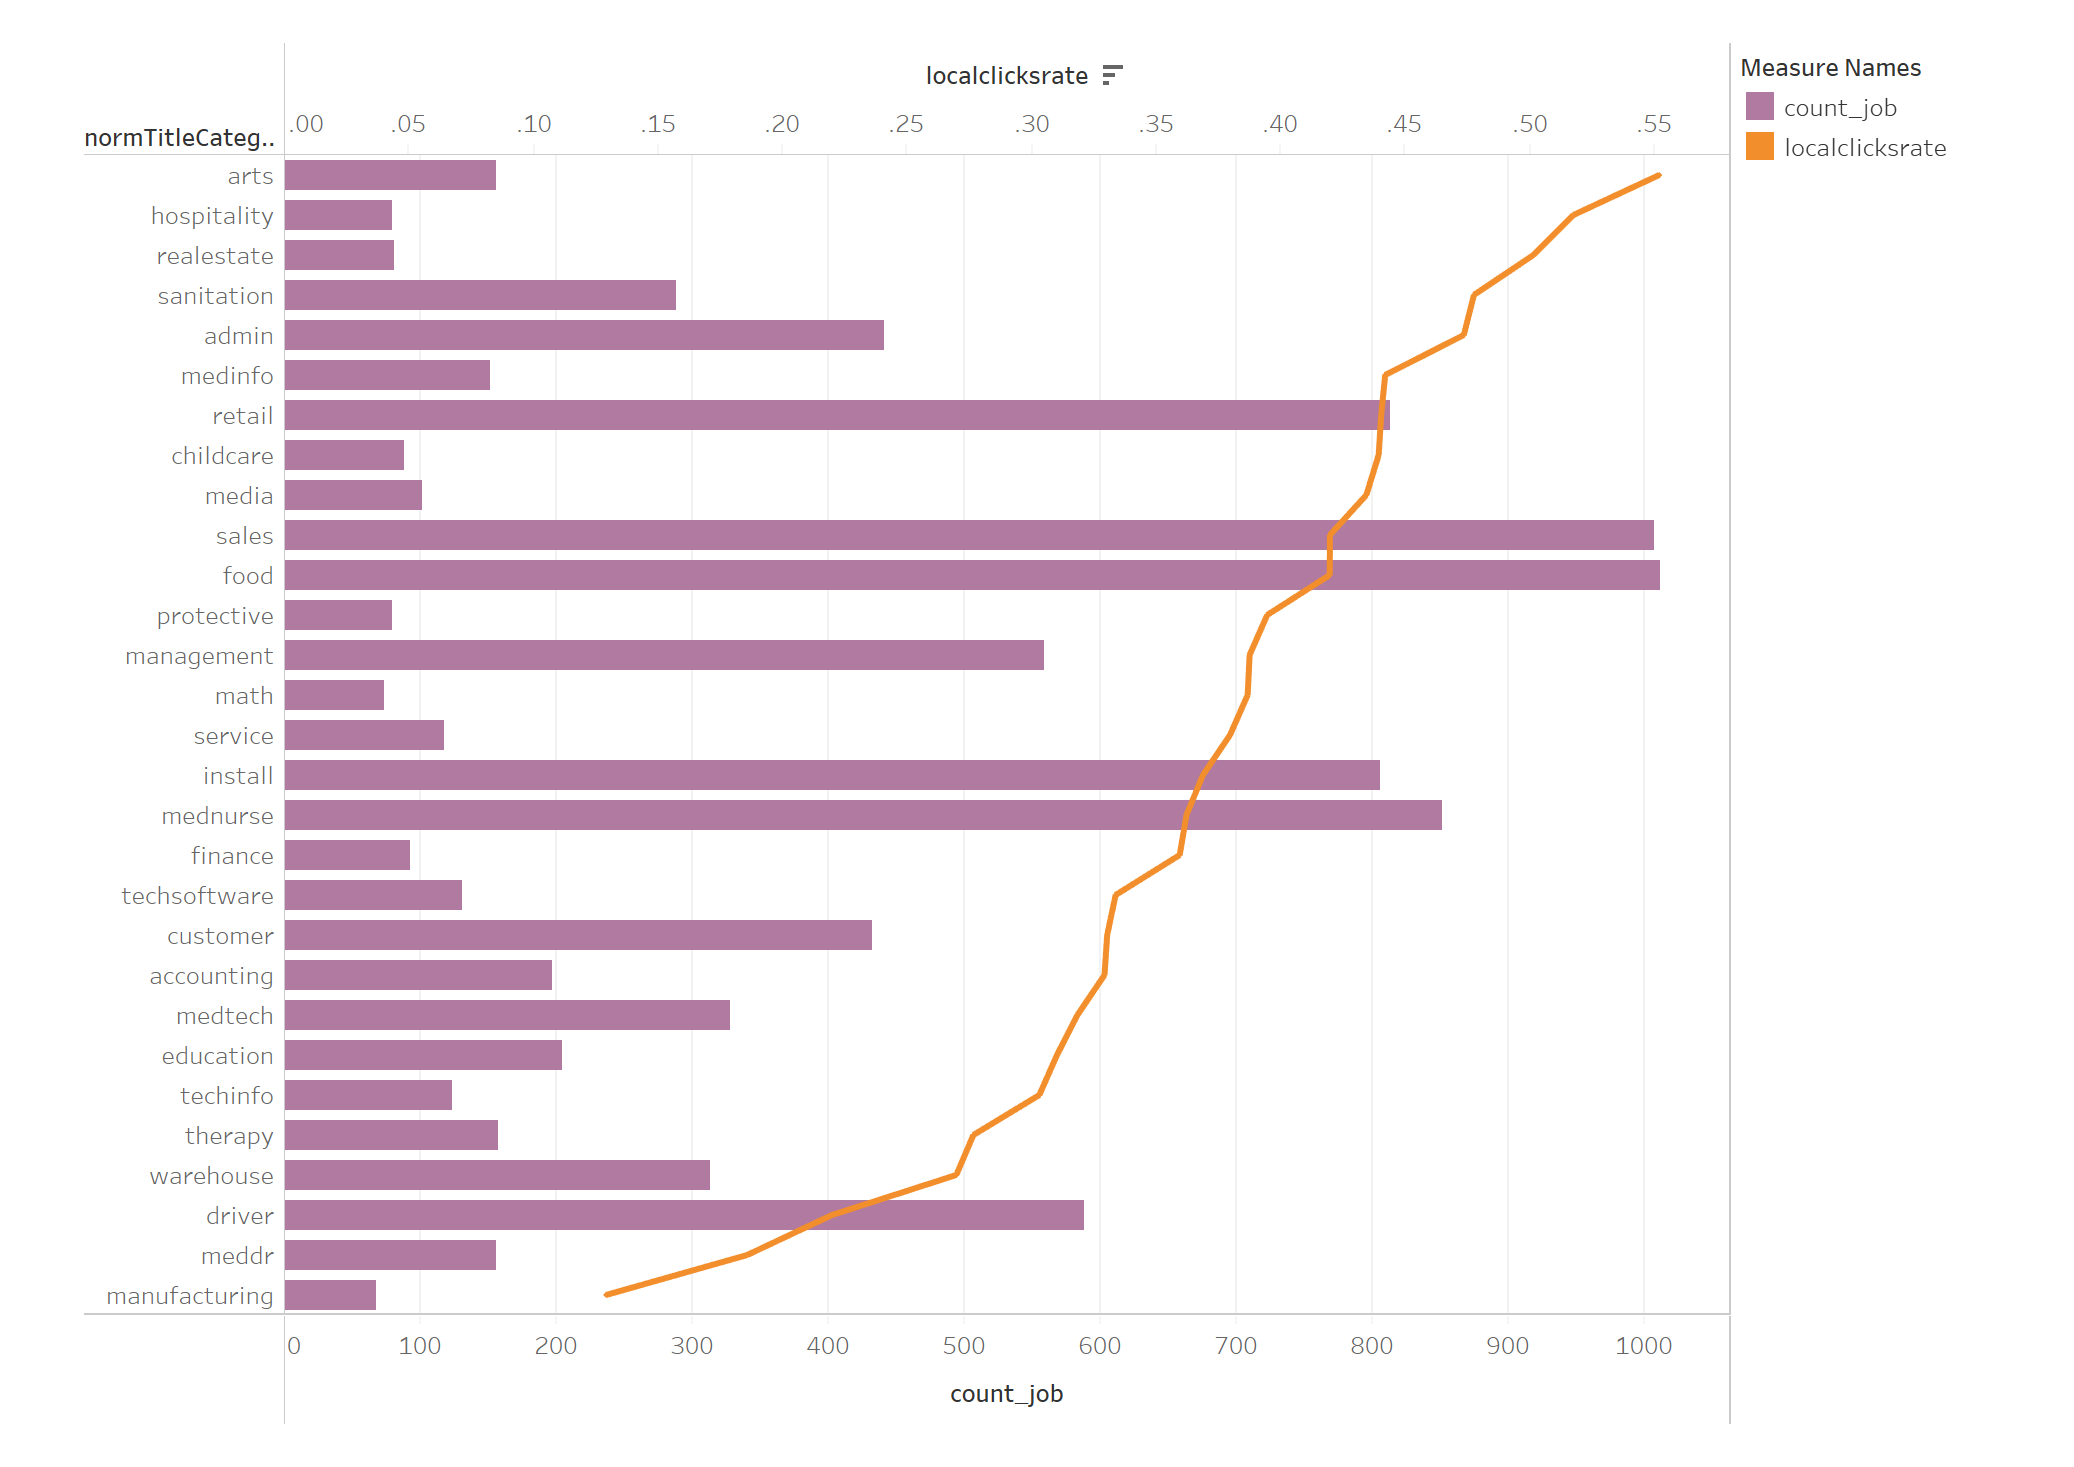 localclicksrate
Measure Names
count_job
localclicksrate
normTitleCateg..
.00 .05 .10 .15 .20 .25 .30 .35 .40 .45 .50 .55
arts
hospitality
realestate
sanitation
admin
medinfo
retail
childcare
media
sales
food
protective
management
math
service
install
mednurse
finance
techsoftware
customer
accounting
medtech
education
techinfo
therapy
warehouse
driver
meddr
manufacturing
0 100 200 300 400 500 600 700 800 900 1000
count_job